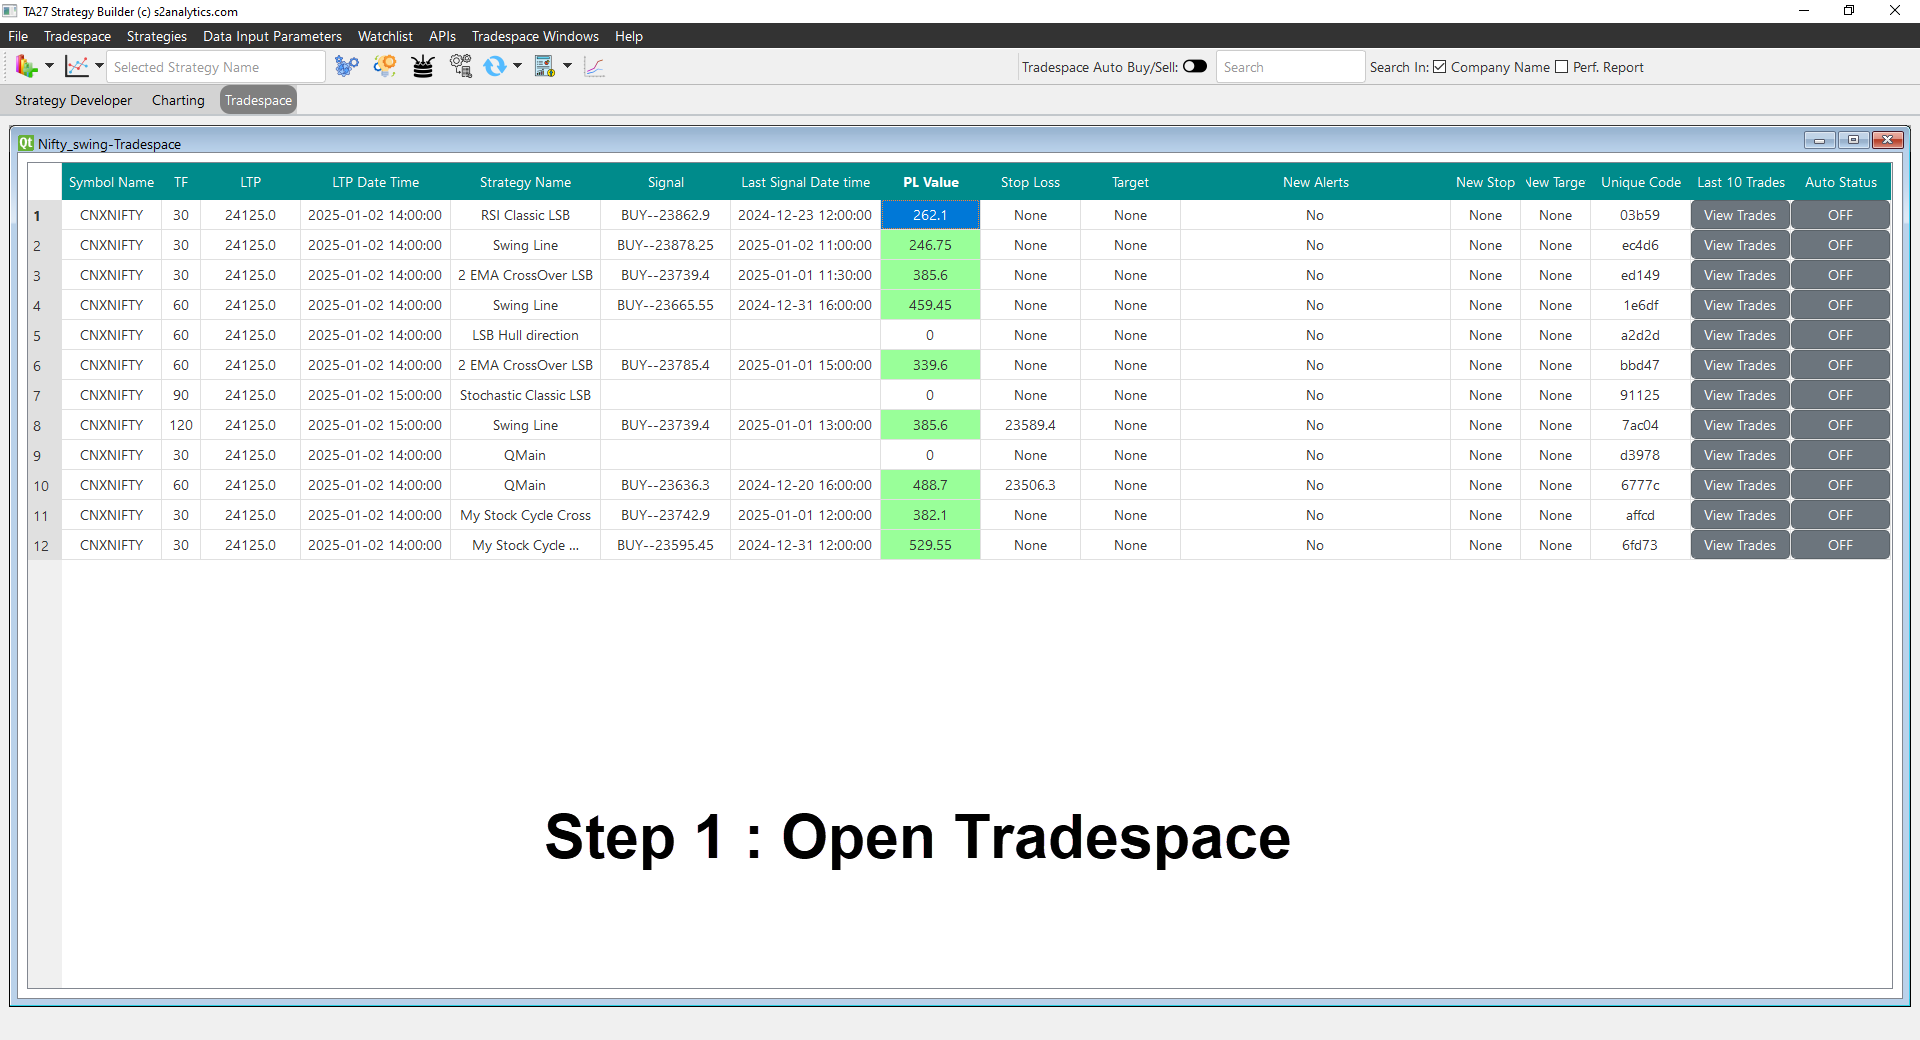 TA27 Strategy Builder (c) s2analytics.com
File Tradespace Strategies Data Input Parameters Watchlist APIs Tradespace Windows Help
Selected Strategy Name Tradespace Auto Buy/Sell: Search Search In: Company Name Perf. Report
Strategy Developer Charting Tradespace
Qt Nifty_swing-Tradespace
Symbol Name TF LTP LTP Date Time Strategy Name Signal Last Signal Date time PL Value Stop Loss Target New Alerts New Stop New Targe Unique Code Last 10 Trades Auto Status
1 CNXNIFTY 30 24125.0 2025-01-02 14:00:00 RSI Classic LSB BUY--23862.9 2024-12-23 12:00:00 262.1 None None No None None 03b59 View Trades OFF
2 CNXNIFTY 30 24125.0 2025-01-02 14:00:00 Swing Line BUY--23878.25 2025-01-02 11:00:00 246.75 None None No None None ec4d6 View Trades OFF
3 CNXNIFTY 30 24125.0 2025-01-02 14:00:00 2 EMA CrossOver LSB BUY--23739.4 2025-01-01 11:30:00 385.6 None None No None None ed149 View Trades OFF
4 CNXNIFTY 60 24125.0 2025-01-02 14:00:00 Swing Line BUY--23665.55 2024-12-31 16:00:00 459.45 None None No None None 1e6df View Trades OFF
5 CNXNIFTY 60 24125.0 2025-01-02 14:00:00 LSB Hull direction 0 None None No None None a2d2d View Trades OFF
6 CNXNIFTY 60 24125.0 2025-01-02 14:00:00 2 EMA CrossOver LSB BUY--23785.4 2025-01-01 15:00:00 339.6 None None No None None bbd47 View Trades OFF
7 CNXNIFTY 90 24125.0 2025-01-02 15:00:00 Stochastic Classic LSB 0 None None No None None 91125 View Trades OFF
8 CNXNIFTY 120 24125.0 2025-01-02 15:00:00 Swing Line BUY--23739.4 2025-01-01 13:00:00 385.6 23589.4 None No None None 7ac04 View Trades OFF
9 CNXNIFTY 30 24125.0 2025-01-02 14:00:00 QMain 0 None None No None None d3978 View Trades OFF
10 CNXNIFTY 60 24125.0 2025-01-02 14:00:00 QMain BUY--23636.3 2024-12-20 16:00:00 488.7 23506.3 None No None None 6777c View Trades OFF
11 CNXNIFTY 30 24125.0 2025-01-02 14:00:00 My Stock Cycle Cross BUY--23742.9 2025-01-01 12:00:00 382.1 None None No None None affcd View Trades OFF
12 CNXNIFTY 30 24125.0 2025-01-02 14:00:00 My Stock Cycle ... BUY--23595.45 2024-12-31 12:00:00 529.55 None None No None None 6fd73 View Trades OFF
Step 1 : Open Tradespace